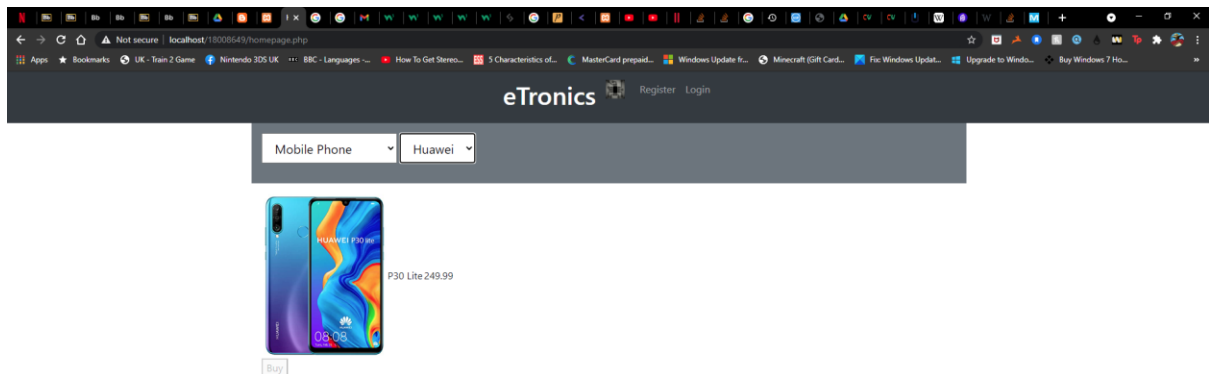 Not secure | localhost/18008649/homepage.php
Apps Bookmarks UK - Train 2 Game Nintendo 3DS UK BBC - Languages -... How To Get Stereo... 5 Characteristics of... MasterCard prepaid... Windows Update fr... Minecraft (Gift Card... Fix: Windows Updat... Upgrade to Windo... Buy Windows 7 Ho... »
eTronics Register Login
Mobile Phone Huawei
HUAWEI P30 lite
P30 Lite 249.99
HUAWEI
08:08
Buy